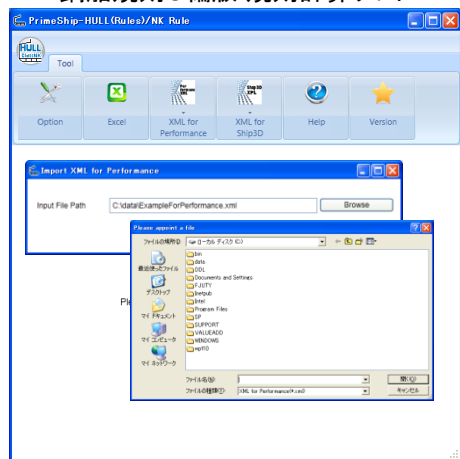 PrimeShip-HULL(Rules)/NK Rule
HULL
ClassNK
Tool
Option
Excel
XML for
Performance
XML for
Ship3D
Help
Version
Import XML for Performance
Input File Path
C:\data\ExampleForPerformance.xml
Browse
Please appoint a file
ファイルの場所(I):
ローカル ディスク (C:)
最近使ったファイル
デスクトップ
マイ ドキュメント
マイ コンピュータ
マイ ネットワーク
bin
data
DDL
Documents and Settings
FJUTY
Inetpub
Intel
Program Files
SP
SUPPORT
VALUEADD
WINDOWS
wpf10
ファイル名(N):
開く(O)
ファイルの種類(T):
XML for Performance(*.xml)
キャンセル